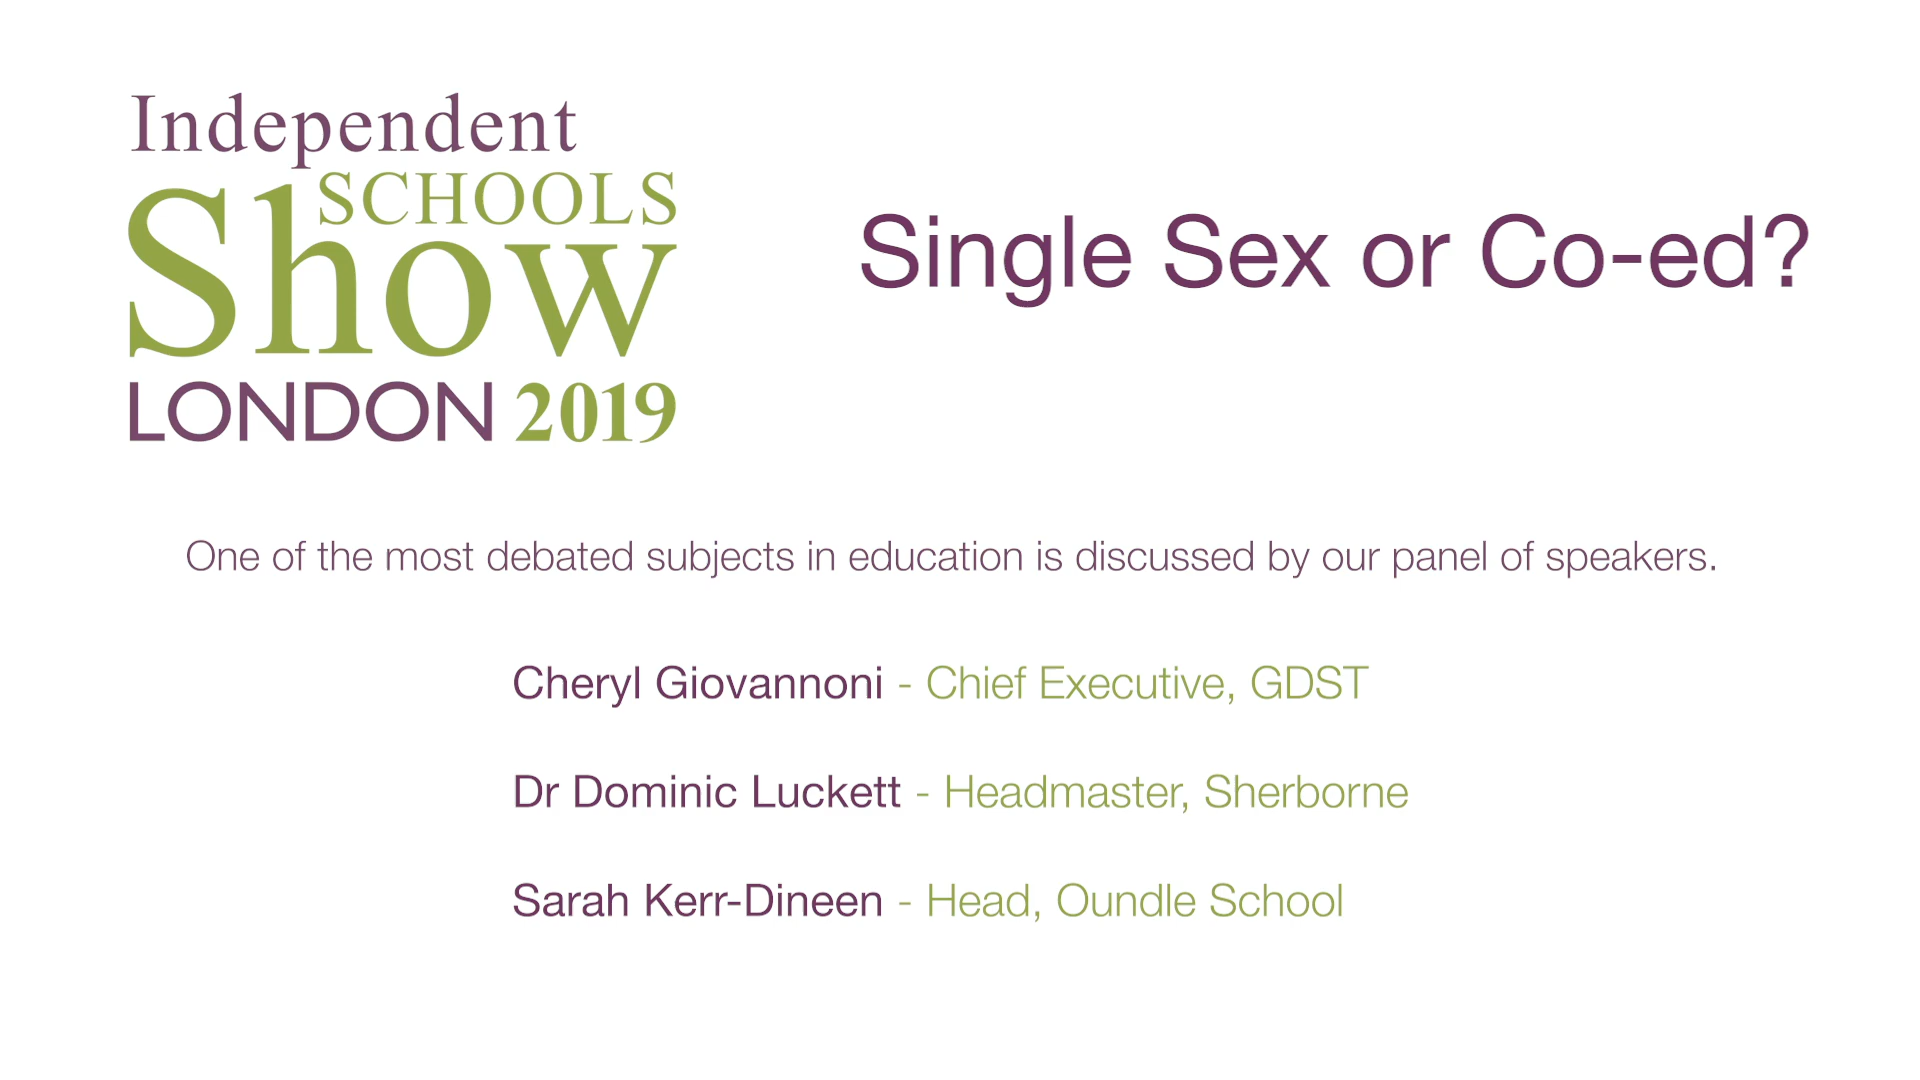 Independent
SCHOOLS
Show
LONDON 2019
Single Sex or Co-ed?
One of the most debated subjects in education is discussed by our panel of speakers.
Cheryl Giovannoni - Chief Executive, GDST
Dr Dominic Luckett - Headmaster, Sherborne
Sarah Kerr-Dineen - Head, Oundle School